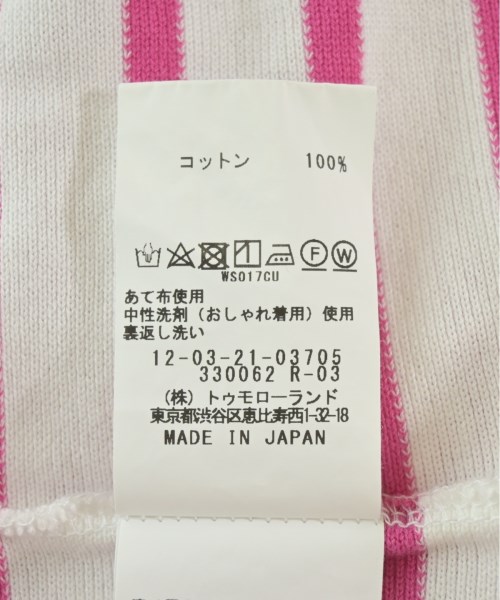 コットン 100%
F W
WS017CU
あて布使用
中性洗剤（おしゃれ着用）使用
裏返し洗い
12-03-21-03705
330062 R-03
（株）トゥモローランド
東京都渋谷区恵比寿西1-32-18
MADE IN JAPAN